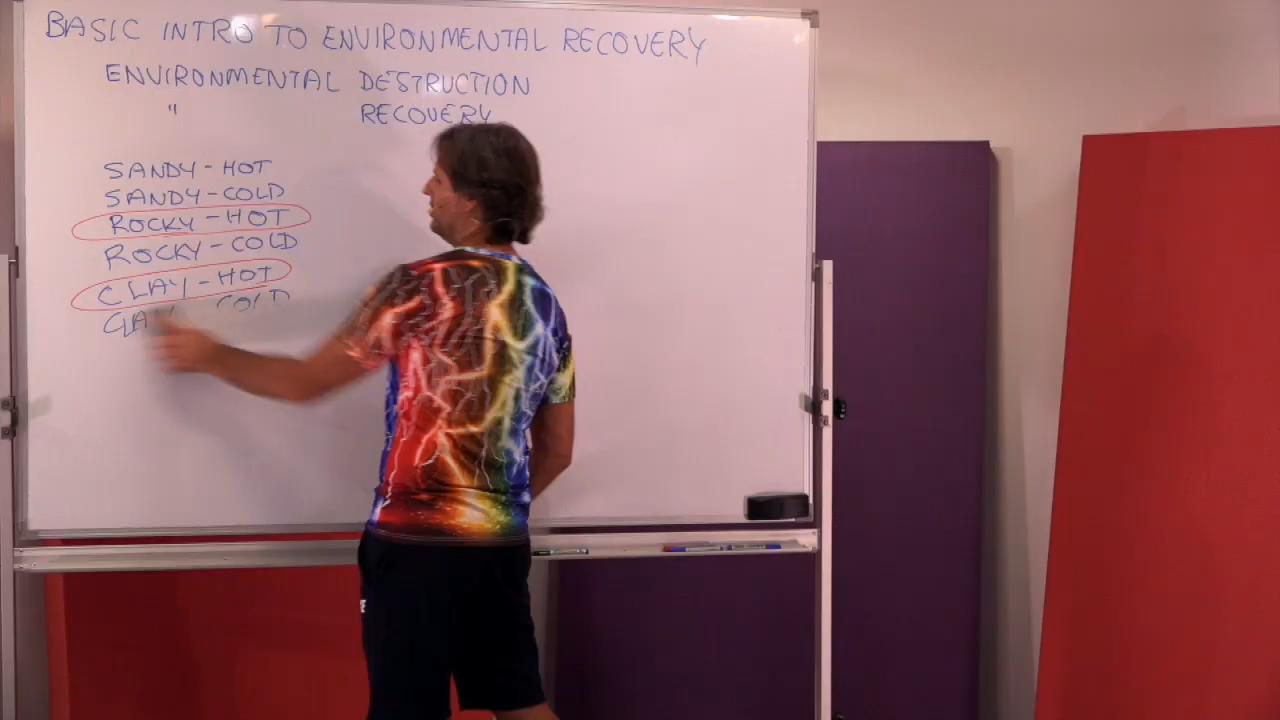 BASIC INTRO TO ENVIRONMENTAL RECOVERY
ENVIRONMENTAL DESTRUCTION
" RECOVERY
SANDY-HOT
SANDY-COLD
ROCKY-HOT
ROCKY-COLD
CLAY-HOT
CLAY COLD